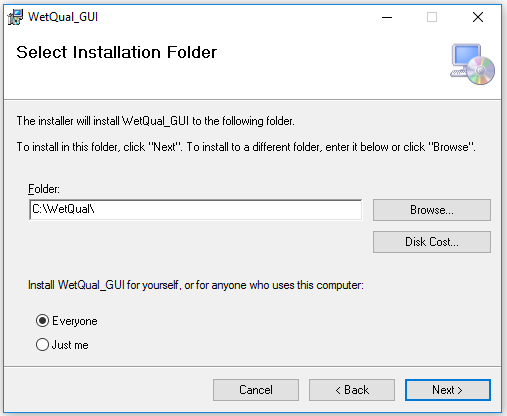 WetQual_GUI
Select Installation Folder
The installer will install WetQual_GUI to the following folder.
To install in this folder, click "Next". To install to a different folder, enter it below or click "Browse".
Folder:
C:\WetQual\
Browse...
Disk Cost...
Install WetQual_GUI for yourself, or for anyone who uses this computer:
Everyone
Just me
Cancel
< Back
Next >